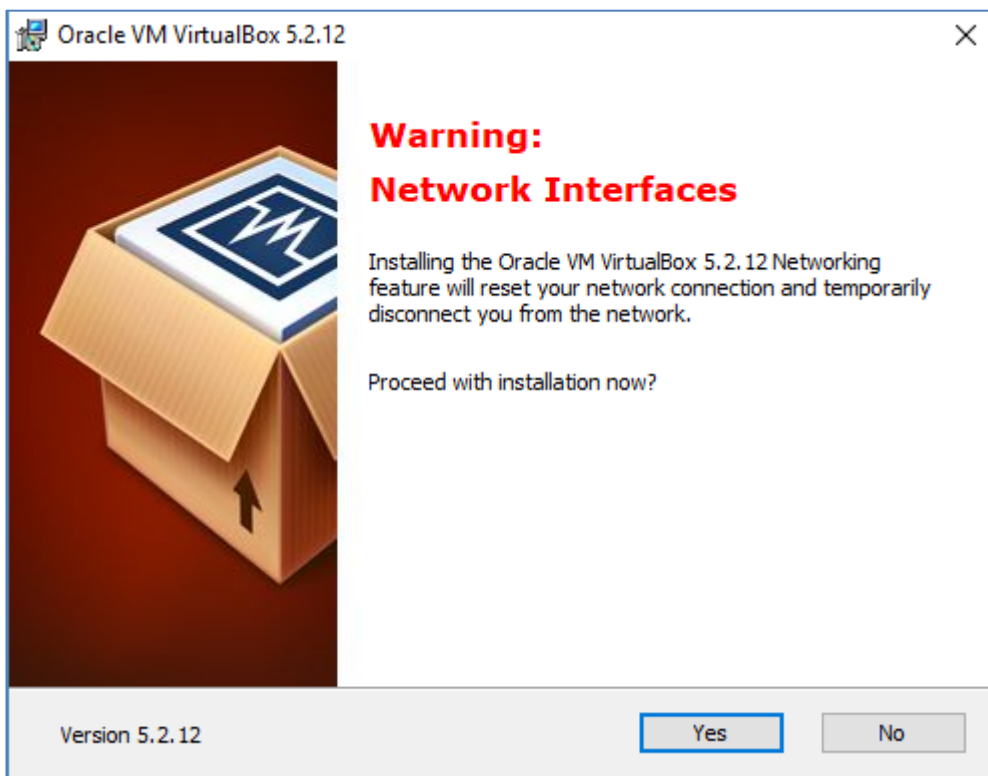 Oracle VM VirtualBox 5.2.12
Warning:
Network Interfaces
Installing the Oracle VM VirtualBox 5.2.12 Networking
feature will reset your network connection and temporarily
disconnect you from the network.
Proceed with installation now?
Version 5.2.12
Yes
No